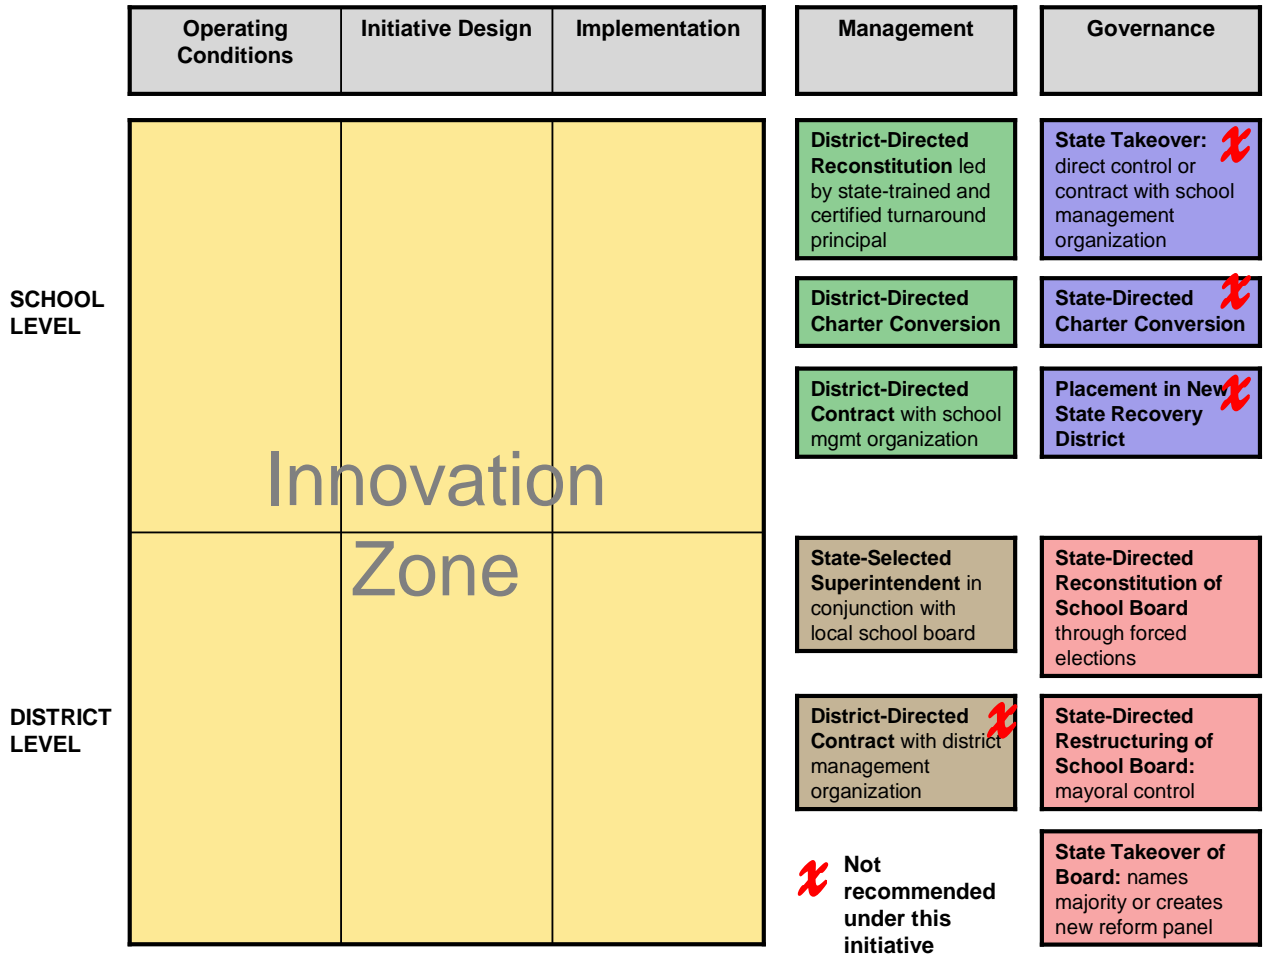 Operating
Conditions
Initiative Design
Implementation
Management
Governance
SCHOOL
LEVEL
District-Directed
Reconstitution led
by state-trained and
certified turnaround
principal
State Takeover:
direct control or
contract with school
management
organization
District-Directed
Charter Conversion
State-Directed
Charter Conversion
District-Directed
Contract with school
mgmt organization
Placement in New
State Recovery
District
Innovation
Zone
DISTRICT
LEVEL
State-Selected
Superintendent in
conjunction with
local school board
State-Directed
Reconstitution of
School Board
through forced
elections
District-Directed
Contract with district
management
organization
State-Directed
Restructuring of
School Board:
mayoral control
x Not
recommended
under this
initiative
State Takeover of
Board: names
majority or creates
new reform panel